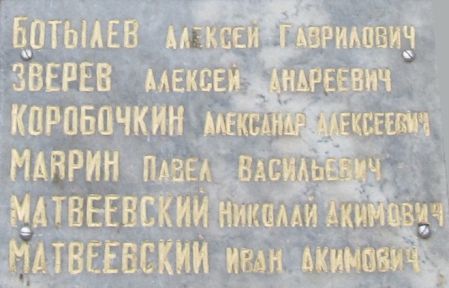 БОТЫЛЕВ АЛЕКСЕЙ ГАВРИЛОВИЧ
ЗВЕРЕВ АЛЕКСЕЙ АНДРЕЕВИЧ
КОРОБОЧКИН АЛЕКСАНДР АЛЕКСЕЕВИЧ
МАВРИН ПАВЕЛ ВАСИЛЬЕВИЧ
МАТВЕЕВСКИЙ НИКОЛАЙ АКИМОВИЧ
МАТВЕЕВСКИЙ ИВАН АКИМОВИЧ